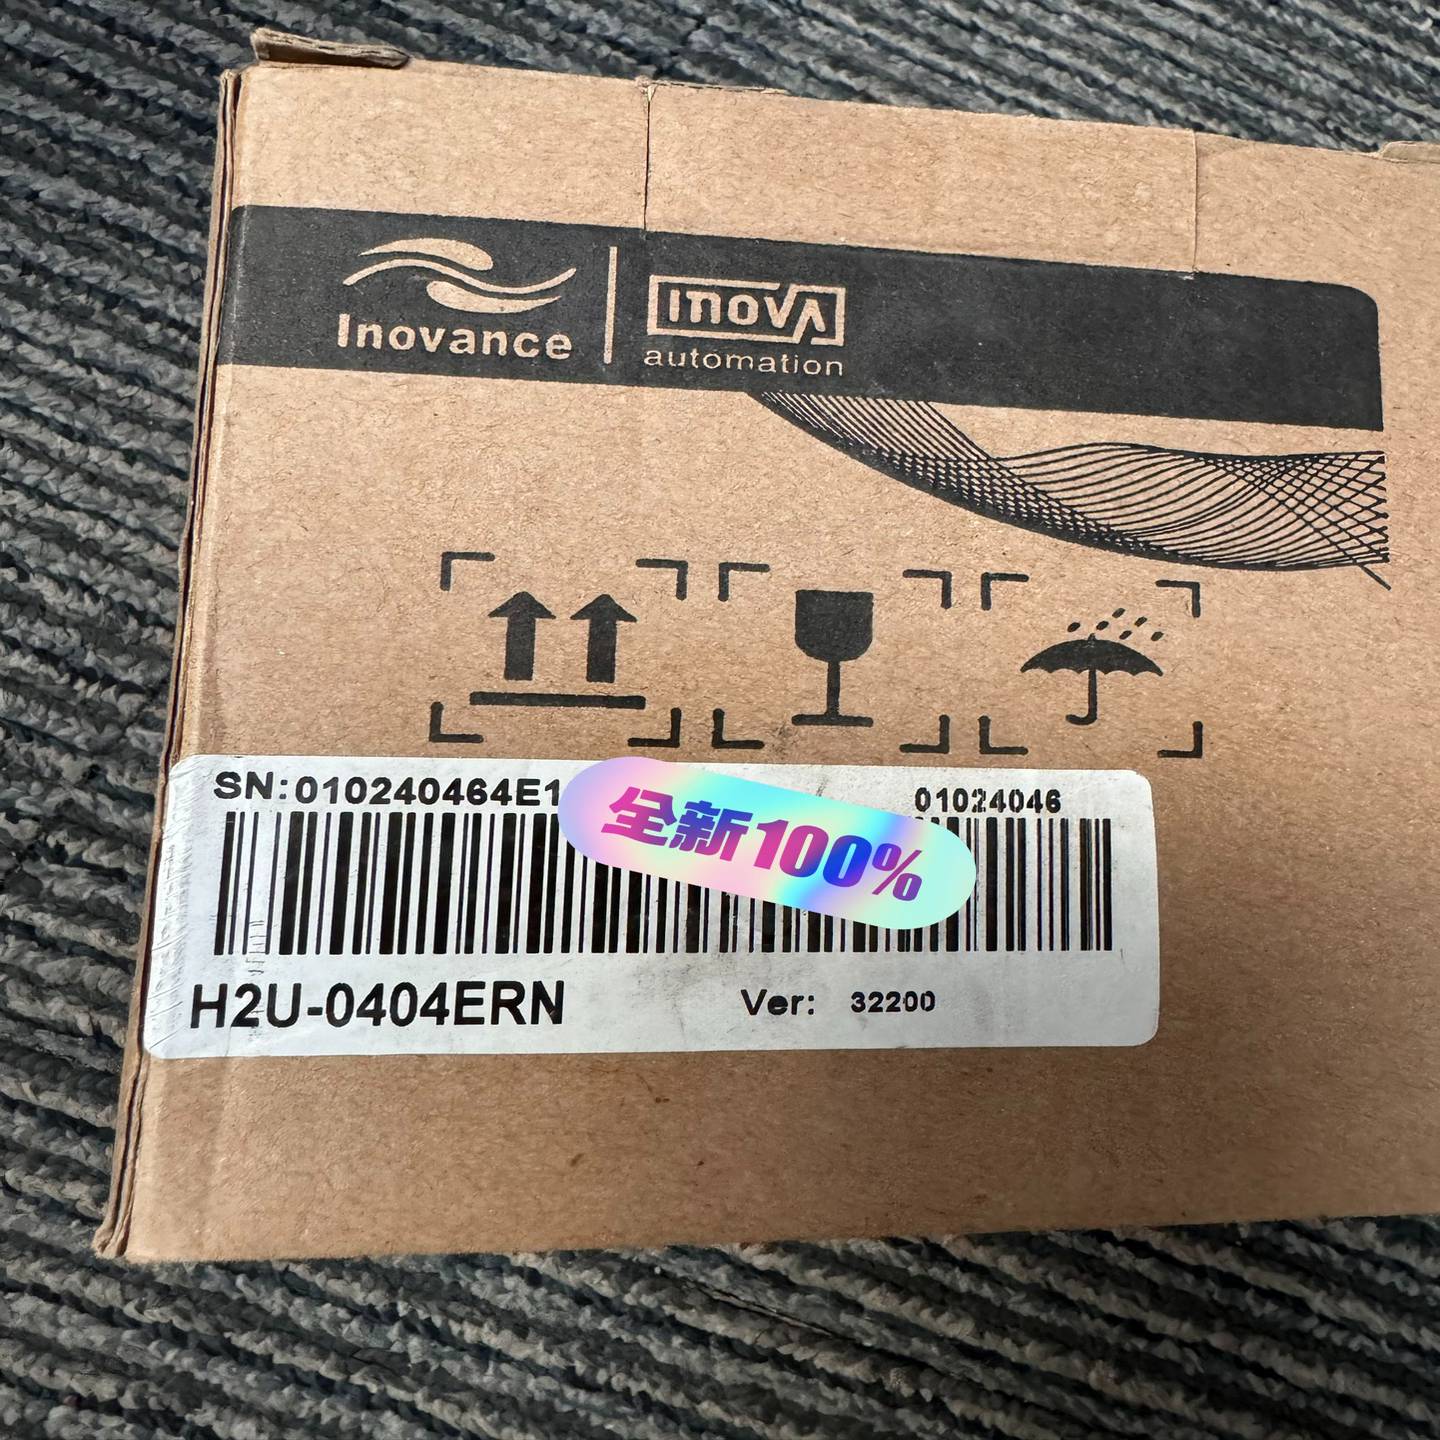 Inovance
INOVA
automation
SN:010240464E1
01024046
全新100%
H2U-0404ERN
Ver: 32200